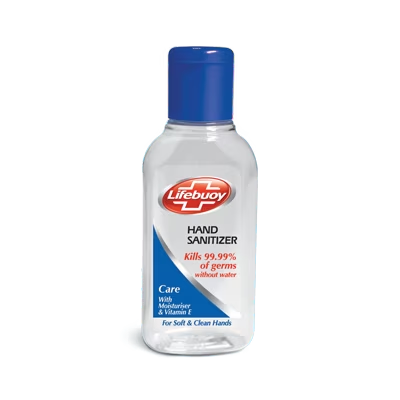 Lifebuoy
HAND
SANITIZER
Kills 99.99%
of germs
without water
Care
With
Moisturiser
& Vitamin E
For Soft & Clean Hands